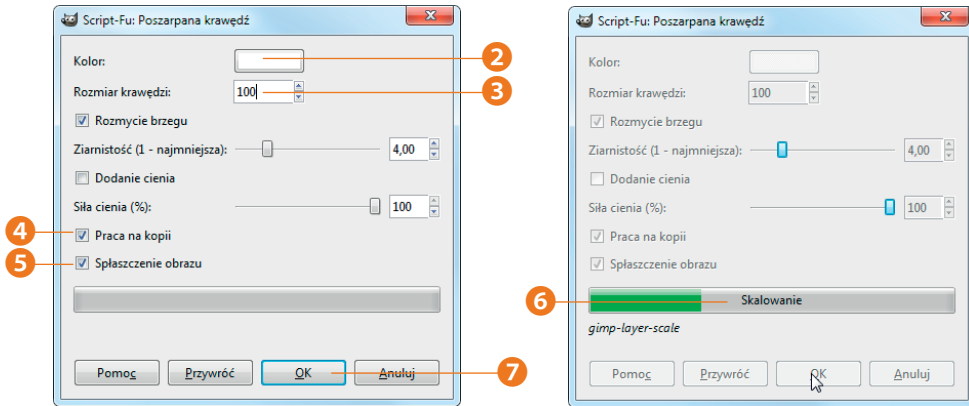 Script-Fu: Poszarpana krawędź
Kolor:
2
Rozmiar krawędzi:
100
3
Rozmycie brzegu
Ziarnistość (1 - najmniejsza):
4,00
Dodanie cienia
Siła cienia (%):
100
4
Praca na kopii
5
Spłaszczenie obrazu
Pomoc
Przywróć
OK
Anuluj
7
Script-Fu: Poszarpana krawędź
Kolor:
Rozmiar krawędzi:
100
Rozmycie brzegu
Ziarnistość (1 - najmniejsza):
4,00
Dodanie cienia
Siła cienia (%):
100
Praca na kopii
Spłaszczenie obrazu
6
Skalowanie
gimp-layer-scale
Pomoc
Przywróć
OK
Anuluj